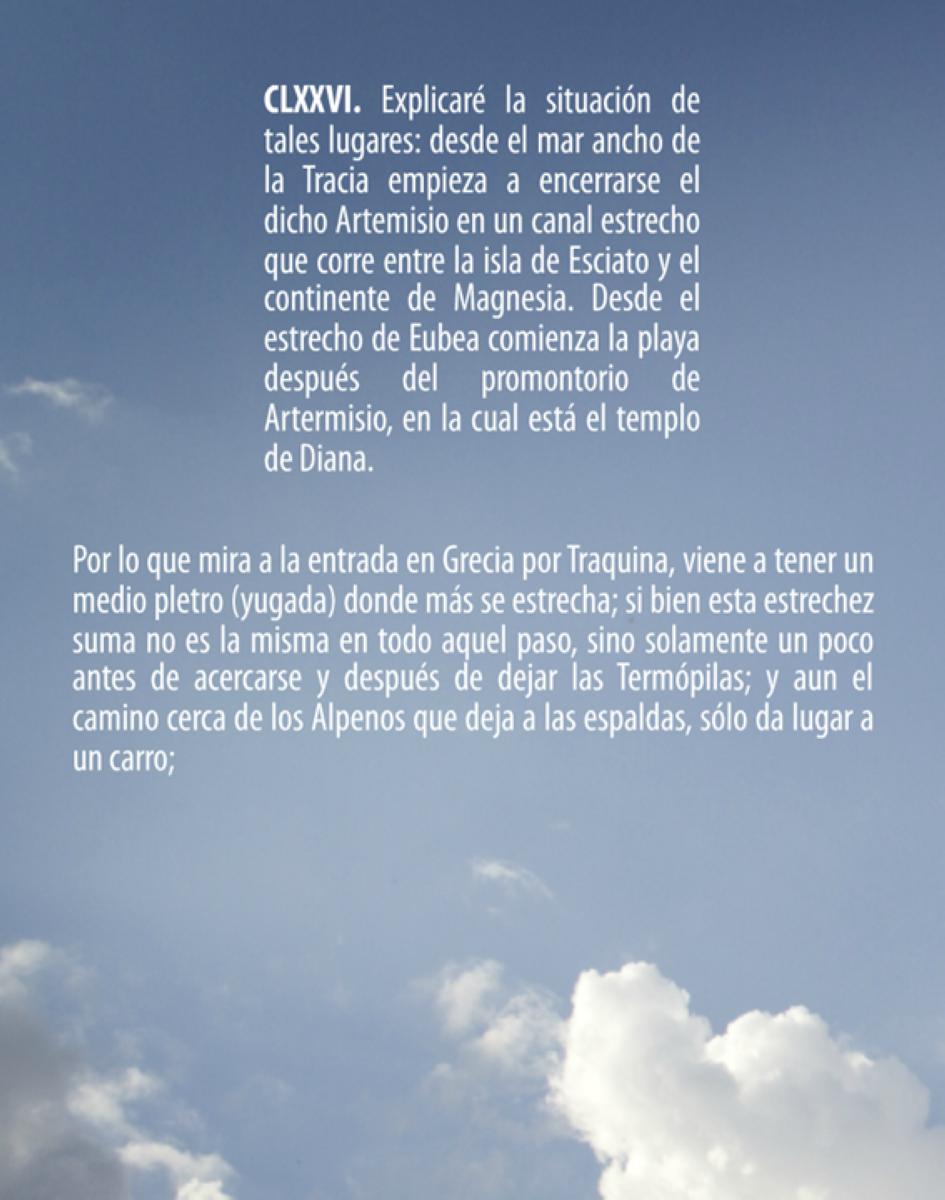 CLXXVI. Explicaré la situación de
tales lugares: desde el mar ancho de
la Tracia empieza a encerrarse el
dicho Artemisio en un canal estrecho
que corre entre la isla de Esciato y el
continente de Magnesia. Desde el
estrecho de Eubea comienza la playa
después del promontorio de
Artermisio, en la cual está el templo
de Diana.
Por lo que mira a la entrada en Grecia por Traquina, viene a tener un
medio pletro (yugada) donde más se estrecha; si bien esta estrechez
suma no es la misma en todo aquel paso, sino solamente un poco
antes de acercarse y después de dejar las Termópilas; y aun el
camino cerca de los Alpenos que deja a las espaldas, sólo da lugar a
un carro;